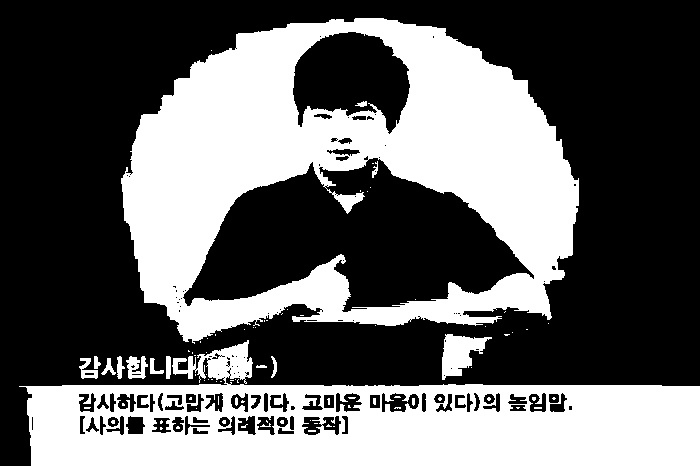 감사합니다(感謝-)
감사하다(고맙게 여기다. 고마운 마음이 있다)의 높임말.
[사의를 표하는 의례적인 동작]